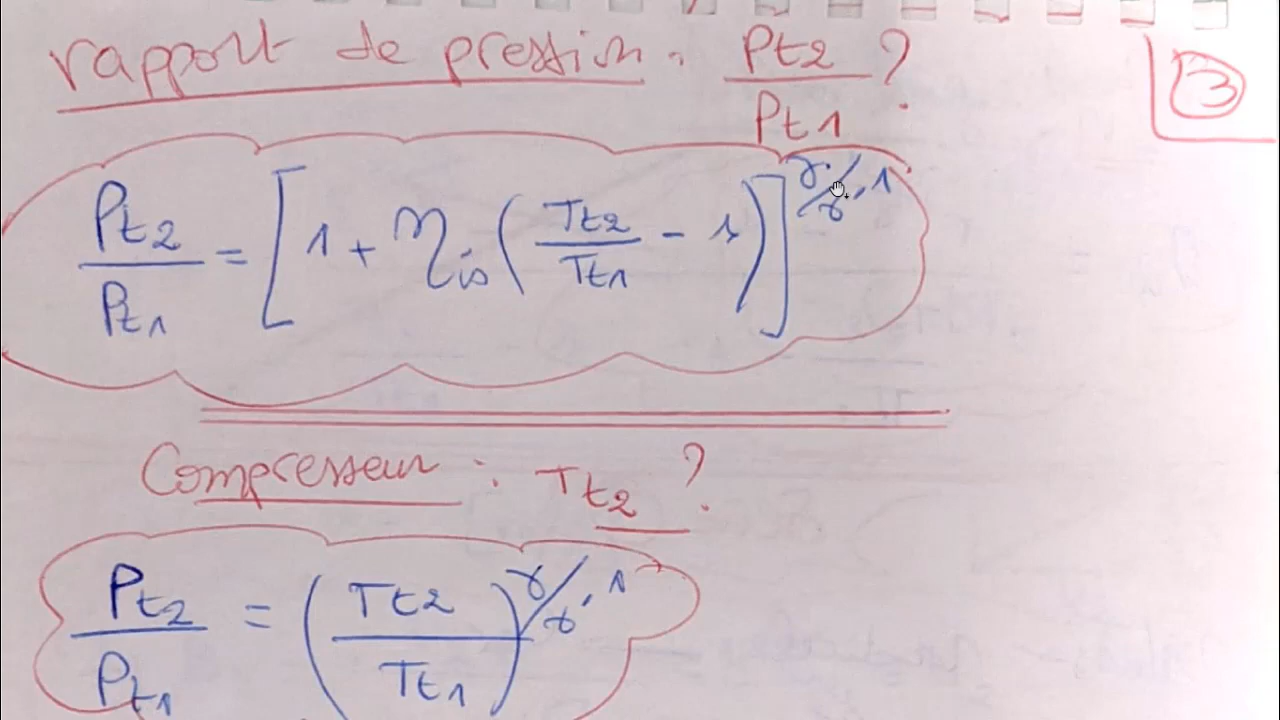 rapport de pression : Pt2/Pt1 ?
3
Pt2/Pt1 = [1 + ηis (Tt2/Tt1 - 1)]^γ/γ-1
Compresseur : Tt2 ?
Pt2/Pt1 = (Tt2/Tt1)^γ/γ-1